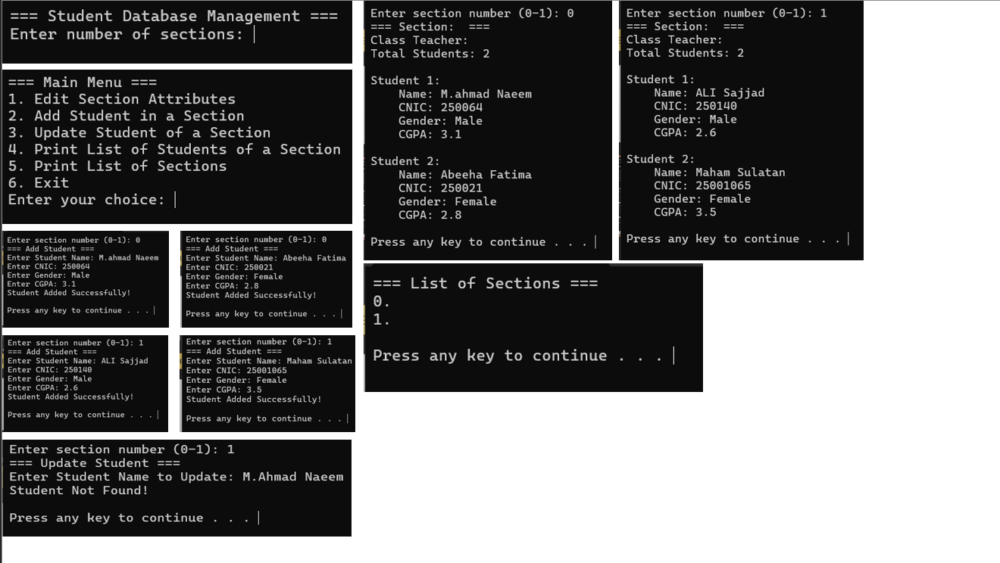 === Student Database Management ===
Enter number of sections:
=== Main Menu ===
1. Edit Section Attributes
2. Add Student in a Section
3. Update Student of a Section
4. Print List of Students of a Section
5. Print List of Sections
6. Exit
Enter your choice:
Enter section number (0-1): 0
=== Add Student ===
Enter Student Name: M.ahmad Naeem
Enter CNIC: 250064
Enter Gender: Male
Enter CGPA: 3.1
Student Added Successfully!
Press any key to continue . . .
Enter section number (0-1): 0
=== Add Student ===
Enter Student Name: Abeeha Fatima
Enter CNIC: 250021
Enter Gender: Female
Enter CGPA: 2.8
Student Added Successfully!
Press any key to continue . . .
Enter section number (0-1): 1
=== Add Student ===
Enter Student Name: ALI Sajjad
Enter CNIC: 250140
Enter Gender: Male
Enter CGPA: 2.6
Student Added Successfully!
Press any key to continue . . .
Enter section number (0-1): 1
=== Add Student ===
Enter Student Name: Maham Sulatan
Enter CNIC: 25001065
Enter Gender: Female
Enter CGPA: 3.5
Student Added Successfully!
Press any key to continue . . .
Enter section number (0-1): 1
=== Update Student ===
Enter Student Name to Update: M.Ahmad Naeem
Student Not Found!
Press any key to continue . . .
Enter section number (0-1): 0
=== Section:  ===
Class Teacher:
Total Students: 2
Student 1:
Name: M.ahmad Naeem
CNIC: 250064
Gender: Male
CGPA: 3.1
Student 2:
Name: Abeeha Fatima
CNIC: 250021
Gender: Female
CGPA: 2.8
Press any key to continue . . .
Enter section number (0-1): 1
=== Section:  ===
Class Teacher:
Total Students: 2
Student 1:
Name: ALI Sajjad
CNIC: 250140
Gender: Male
CGPA: 2.6
Student 2:
Name: Maham Sulatan
CNIC: 25001065
Gender: Female
CGPA: 3.5
Press any key to continue . . .
=== List of Sections ===
0.
1.
Press any key to continue . . .